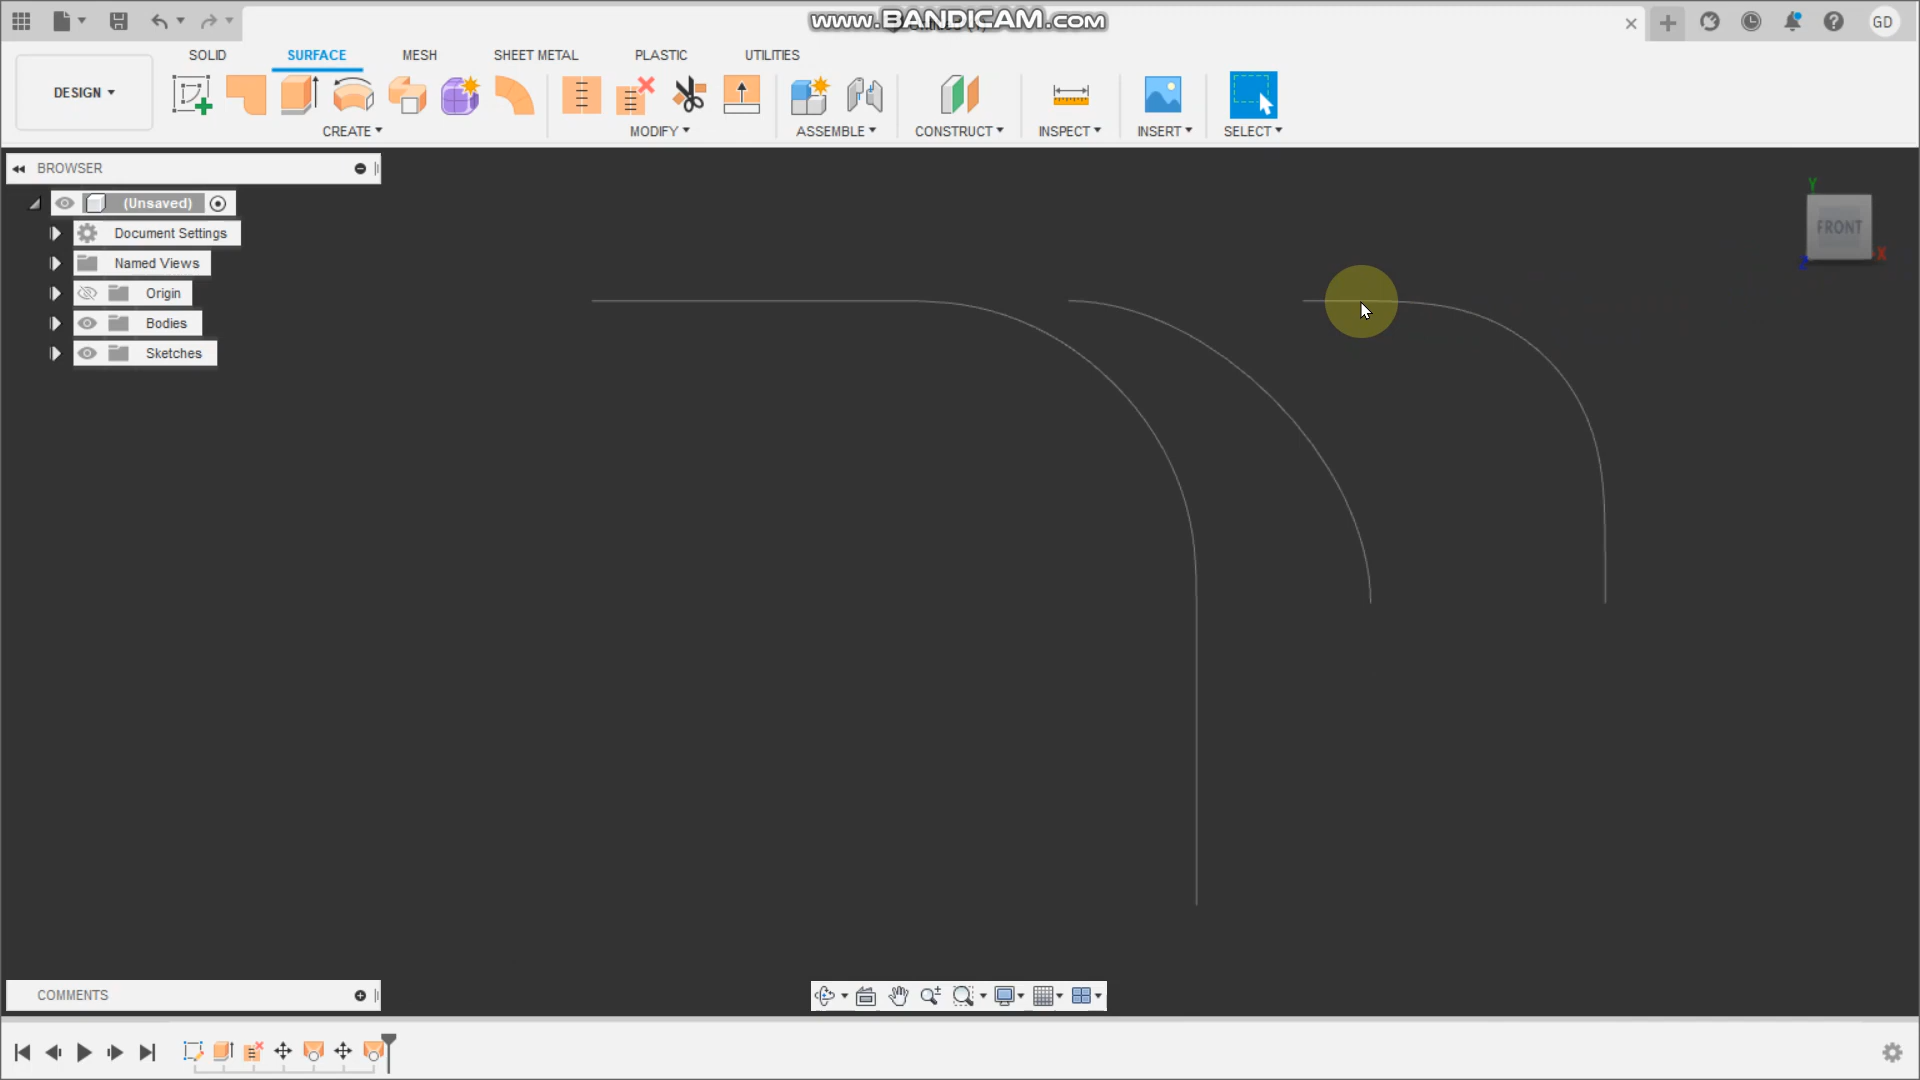 www.BANDICAM.com
GD
SOLID SURFACE MESH SHEET METAL PLASTIC UTILITIES
DESIGN
CREATE MODIFY ASSEMBLE CONSTRUCT INSPECT INSERT SELECT
BROWSER
(Unsaved)
Document Settings
Named Views
Origin
Bodies
Sketches
Y
FRONT
X
Z
COMMENTS